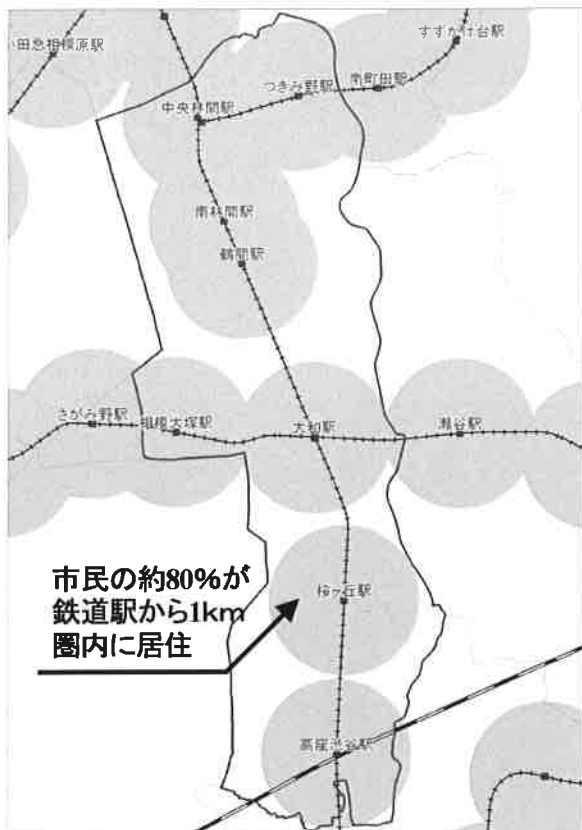 すずかけ台駅
小田急相模原駅
南町田駅
つきみ野駅
中央林間駅
南林間駅
鶴間駅
さがみ野駅
相模大塚駅
大和駅
瀬谷駅
市民の約80%が
鉄道駅から1km
圏内に居住
桜ヶ丘駅
高座渋谷駅